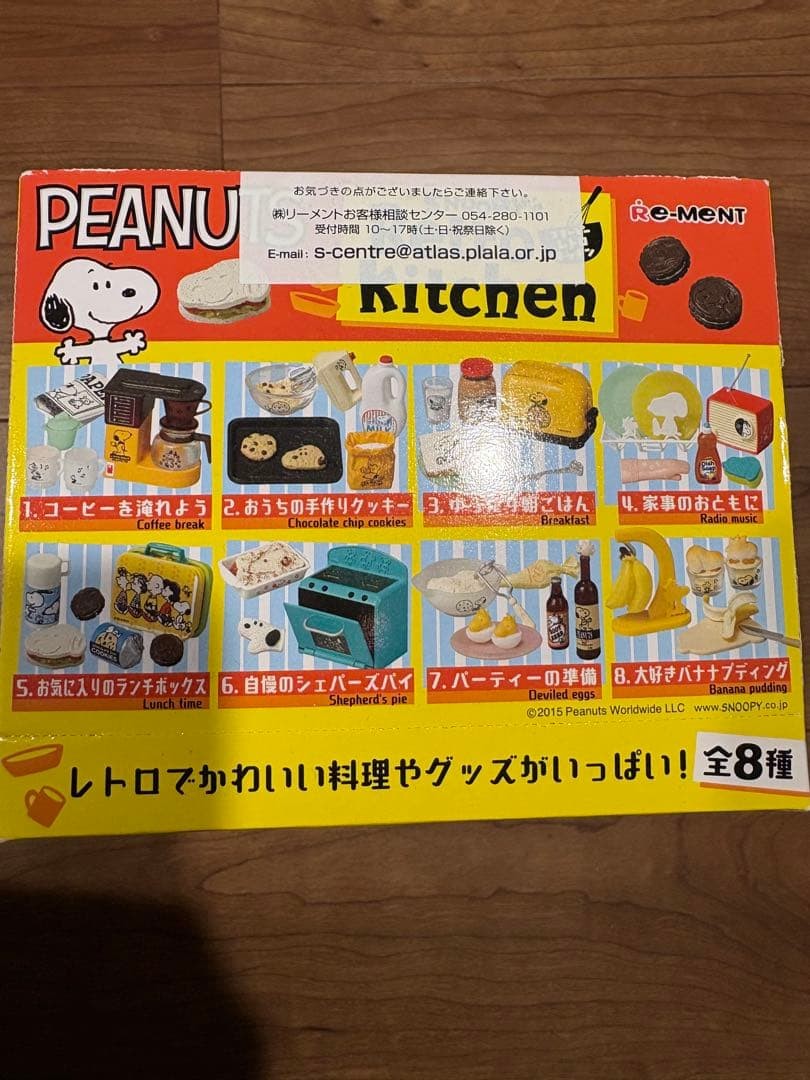 PEANUTS
お気づきの点がございましたらご連絡下さい。
㈱リーメントお客様相談センター 054-280-1101
受付時間 10〜17時(土・日・祝祭日除く)
E-mail: s-centre@atlas.plala.or.jp
Re-MeNT
Kitchen
1. コーヒーを淹れよう
Coffee break
2. おうちの手作りクッキー
Chocolate chip cookies
3. 朝ごはん
Breakfast
4. 家事のおともに
Radio music
5. お気に入りのランチボックス
Lunch time
6. 自慢のシェパーズパイ
Shepherd's pie
7. パーティーの準備
Deviled eggs
8. 大好きバナナプディング
Banana pudding
©2015 Peanuts Worldwide LLC www.SNOOPY.co.jp
レトロでかわいい料理やグッズがいっぱい!
全8種